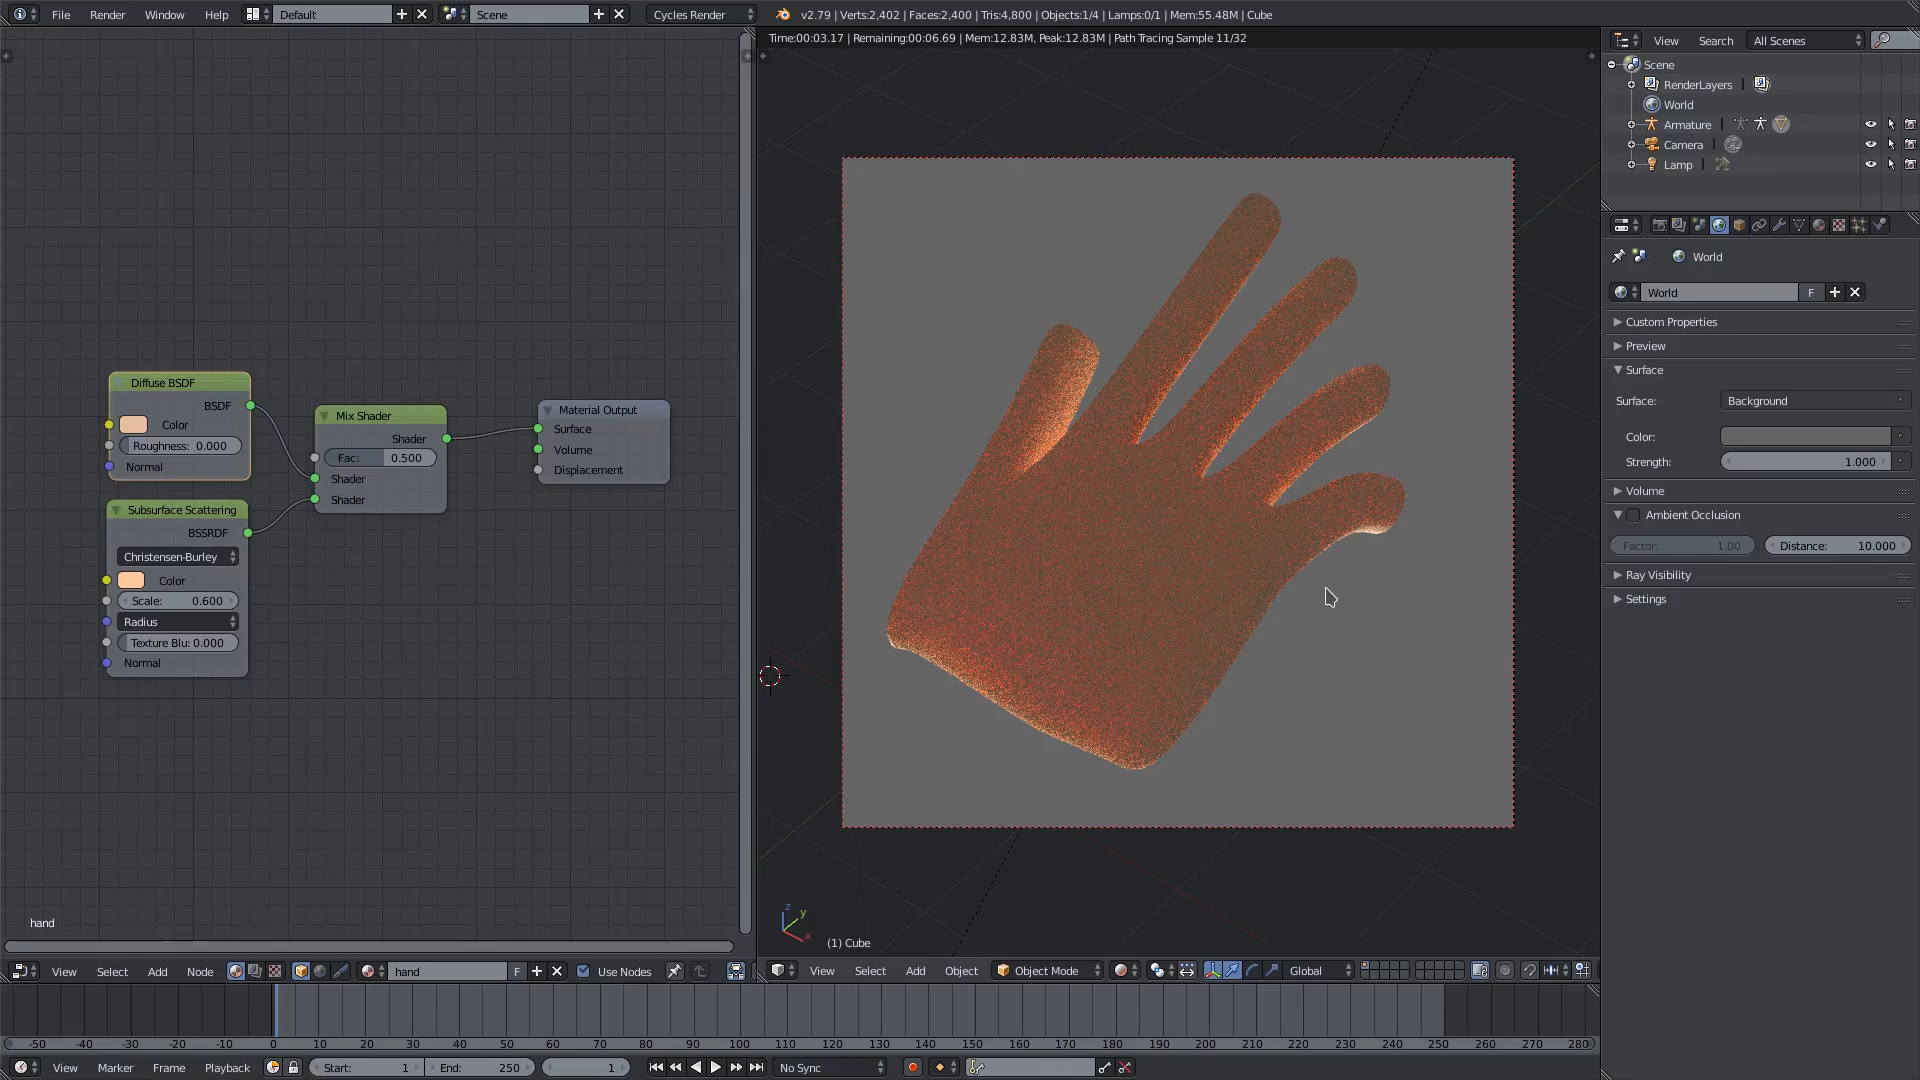 File Render Window Help Default Scene Cycles Render v2.79 | Verts:2,402 | Faces:2,400 | Tris:4,800 | Objects:1/4 | Lamps:0/1 | Mem:55.48M | Cube
Time:00:03.17 | Remaining:00:06.69 | Mem:12.83M, Peak:12.83M | Path Tracing Sample 11/32
View Search All Scenes
Scene
RenderLayers
World
Armature
Camera
Lamp
World
World F
Custom Properties
Preview
Surface
Surface: Background
Color:
Strength: 1.000
Volume
Ambient Occlusion
Factor: 1.00 Distance: 10.000
Ray Visibility
Settings
Diffuse BSDF
BSDF
Color
Roughness: 0.000
Normal
Subsurface Scattering
BSSRDF
Christensen-Burley
Color
Scale: 0.600
Radius
Texture Blu: 0.000
Normal
Mix Shader
Shader
Fac: 0.500
Shader
Shader
Material Output
Surface
Volume
Displacement
hand
z
y
x
(1) Cube
View Select Add Node hand F Use Nodes
View Select Add Object Object Mode Global
-50 -40 -30 -20 -10 0 10 20 30 40 50 60 70 80 90 100 110 120 130 140 150 160 170 180 190 200 210 220 230 240 250 260 270 280
View Marker Frame Playback Start: 1 End: 250 1 No Sync